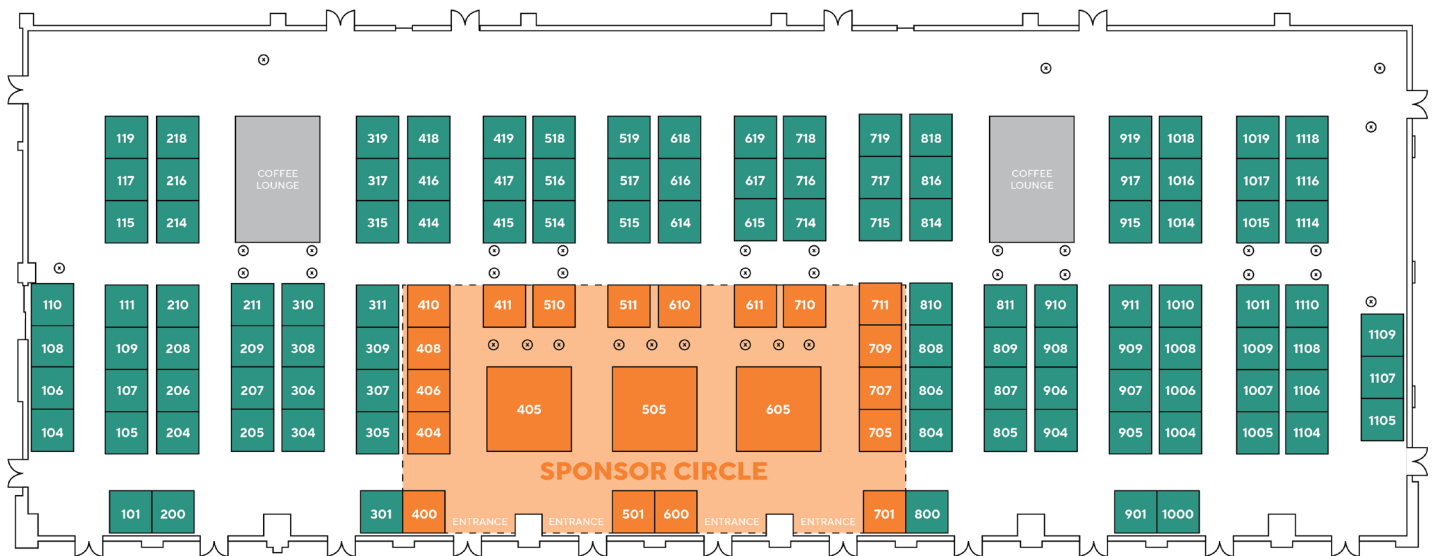 119 218 319 418 419 518 519 618 619 718 719 818 919 1018 1019 1118
COFFEE
LOUNGE
COFFEE
LOUNGE
117 216 317 416 417 516 517 616 617 716 717 816 917 1016 1017 1116
115 214 315 414 415 514 515 614 615 714 715 814 915 1014 1015 1114
110 111 210 211 310 311 410 411 510 511 610 611 710 711 810 811 910 911 1010 1011 1110
1109
108 109 208 209 308 309 408 709 808 809 908 909 1008 1009 1108
1107
106 107 206 207 306 307 406 405 505 605 707 806 807 906 907 1006 1007 1106
1105
104 105 204 205 304 305 404 705 804 805 904 905 1004 1005 1104
SPONSOR CIRCLE
101 200 301 400 501 600 701 800 901 1000
ENTRANCE ENTRANCE ENTRANCE ENTRANCE